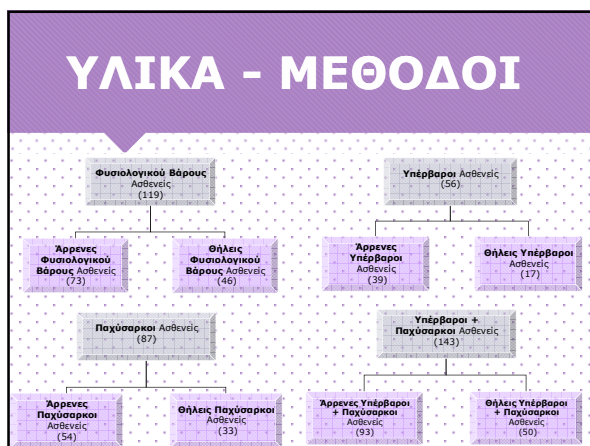 ΥΛΙΚΑ - ΜΕΘΟΔΟΙ
Φυσιολογικού Βάρους
Ασθενείς
(119)
Άρρενες
Φυσιολογικού
Βάρους Ασθενείς
(73)
Θήλεις
Φυσιολογικού
Βάρους Ασθενείς
(46)
Υπέρβαροι Ασθενείς
(56)
Άρρενες
Υπέρβαροι
Ασθενείς
(39)
Θήλεις Υπέρβαροι
Ασθενείς
(17)
Παχύσαρκοι Ασθενείς
(87)
Άρρενες
Παχύσαρκοι
Ασθενείς
(54)
Θήλεις Παχύσαρκοι
Ασθενείς
(33)
Υπέρβαροι +
Παχύσαρκοι Ασθενείς
(143)
Άρρενες Υπέρβαροι
+ Παχύσαρκοι
Ασθενείς
(93)
Θήλεις Υπέρβαροι
+ Παχύσαρκοι
Ασθενείς
(50)